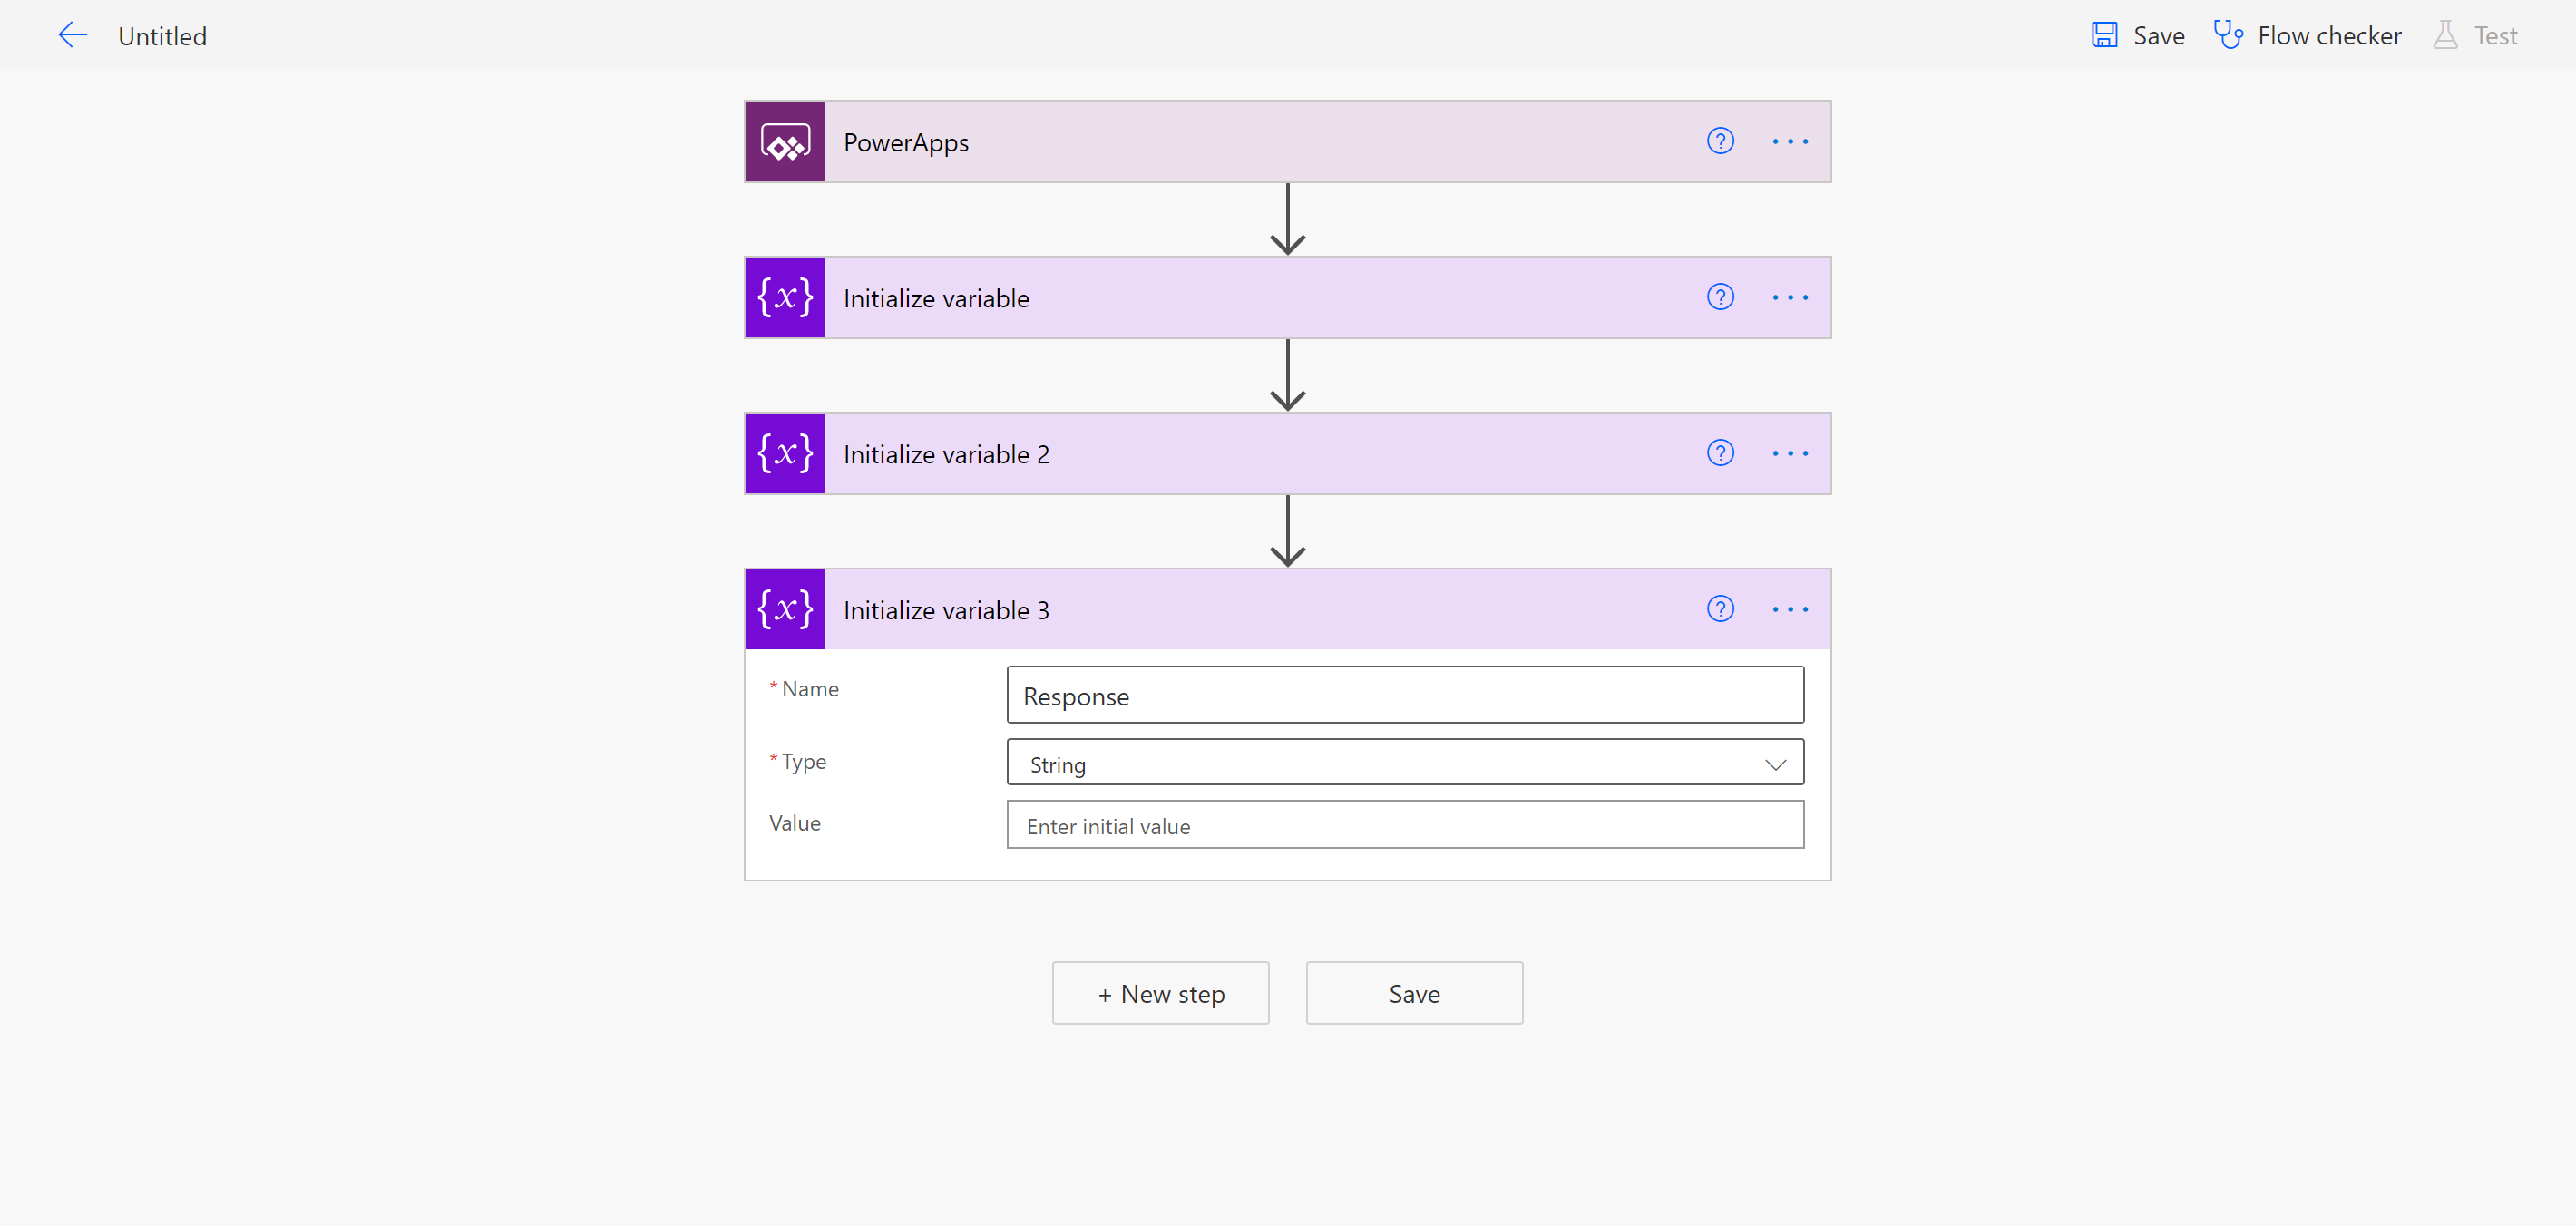 Untitled
Save
Flow checker
Test
PowerApps
?
{x}
Initialize variable
?
{x}
Initialize variable 2
?
{x}
Initialize variable 3
?
* Name
Response
* Type
String
Value
Enter initial value
+ New step
Save